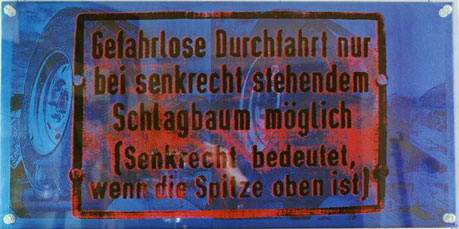 Gefahrlose Durchfahrt nur
bei senkrecht stehendem
Schlagbaum möglich
(Senkrecht bedeutet,
wenn die Spitze oben ist)